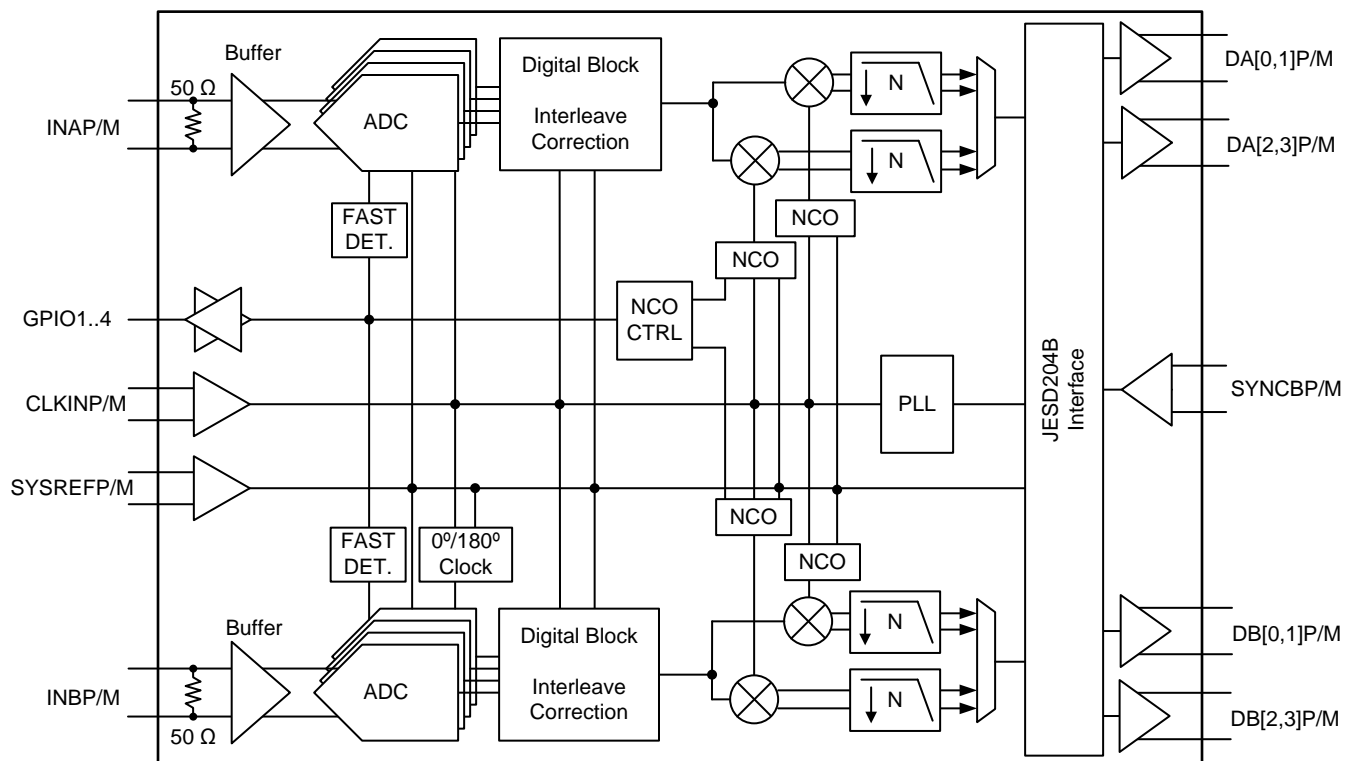 Buffer
50 Ω
INAP/M
ADC
Digital Block
Interleave
Correction
N
N
DA[0,1]P/M
DA[2,3]P/M
FAST
DET.
NCO
NCO
GPIO1..4
NCO
CTRL
CLKINP/M
PLL
JESD204B
Interface
SYNCBP/M
SYSREFP/M
FAST
DET.
0º/180º
Clock
NCO
NCO
Buffer
INBP/M
50 Ω
ADC
Digital Block
Interleave
Correction
N
N
DB[0,1]P/M
DB[2,3]P/M